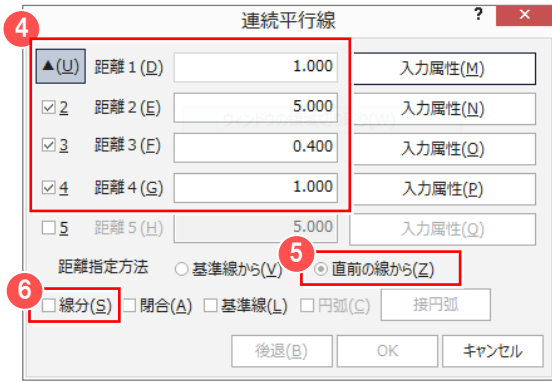 4
連続平行線 ? ×
▲(U) 距離1(D) 1.000 入力属性(M)
2 距離2(E) 5.000 入力属性(N)
3 距離3(F) 0.400 入力属性(O)
4 距離4(G) 1.000 入力属性(P)
5 距離5(H) 5.000 入力属性(Q)
5
距離指定方法 基準線から(V) 直前の線から(Z)
6
線分(S) 閉合(A) 基準線(L) 円弧(C) 接円弧
後退(B) OK キャンセル